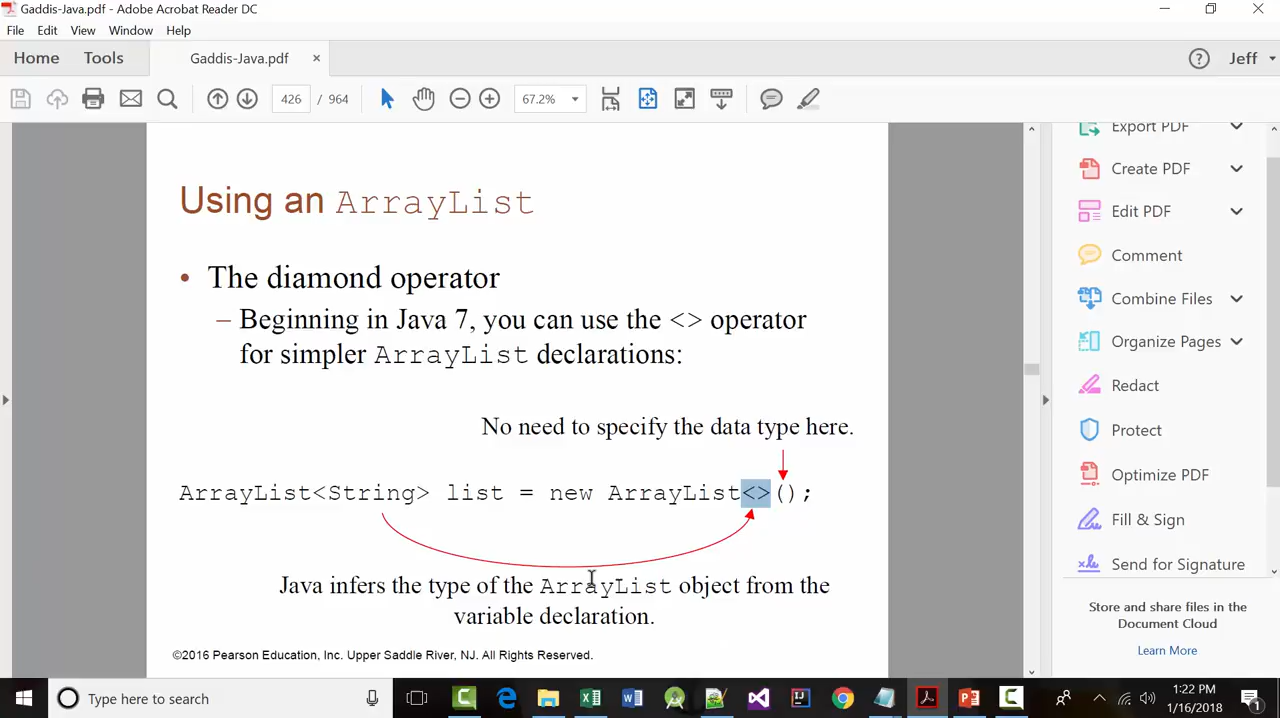 Gaddis-Java.pdf - Adobe Acrobat Reader DC
File Edit View Window Help
Home Tools Gaddis-Java.pdf × ? Jeff
426 / 964 67.2%
Using an ArrayList
• The diamond operator
– Beginning in Java 7, you can use the <> operator
for simpler ArrayList declarations:
No need to specify the data type here.
ArrayList<String> list = new ArrayList<>();
Java infers the type of the ArrayList object from the
variable declaration.
©2016 Pearson Education, Inc. Upper Saddle River, NJ. All Rights Reserved.
Export PDF
Create PDF
Edit PDF
Comment
Combine Files
Organize Pages
Redact
Protect
Optimize PDF
Fill & Sign
Send for Signature
Store and share files in the
Document Cloud
Learn More
Type here to search
1:22 PM
1/16/2018
1